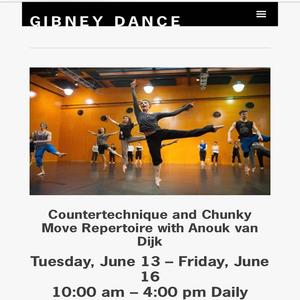 GIBNEY DANCE
Countertechnique and Chunky
Move Repertoire with Anouk van
Dijk
Tuesday, June 13 – Friday, June
16
10:00 am – 4:00 pm Daily